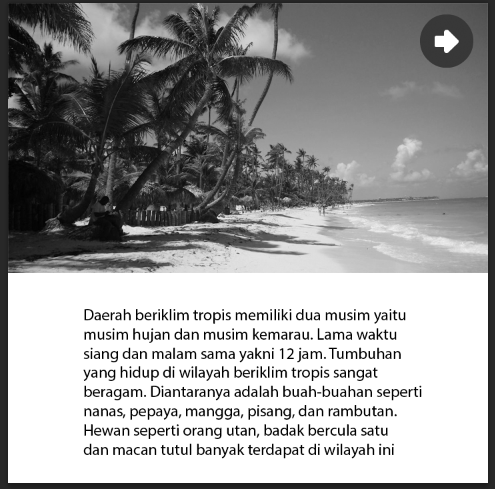 Daerah beriklim tropis memiliki dua musim yaitu
musim hujan dan musim kemarau. Lama waktu
siang dan malam sama yakni 12 jam. Tumbuhan
yang hidup di wilayah beriklim tropis sangat
beragam. Diantaranya adalah buah-buahan seperti
nanas, pepaya, mangga, pisang, dan rambutan.
Hewan seperti orang utan, badak bercula satu
dan macan tutul banyak terdapat di wilayah ini